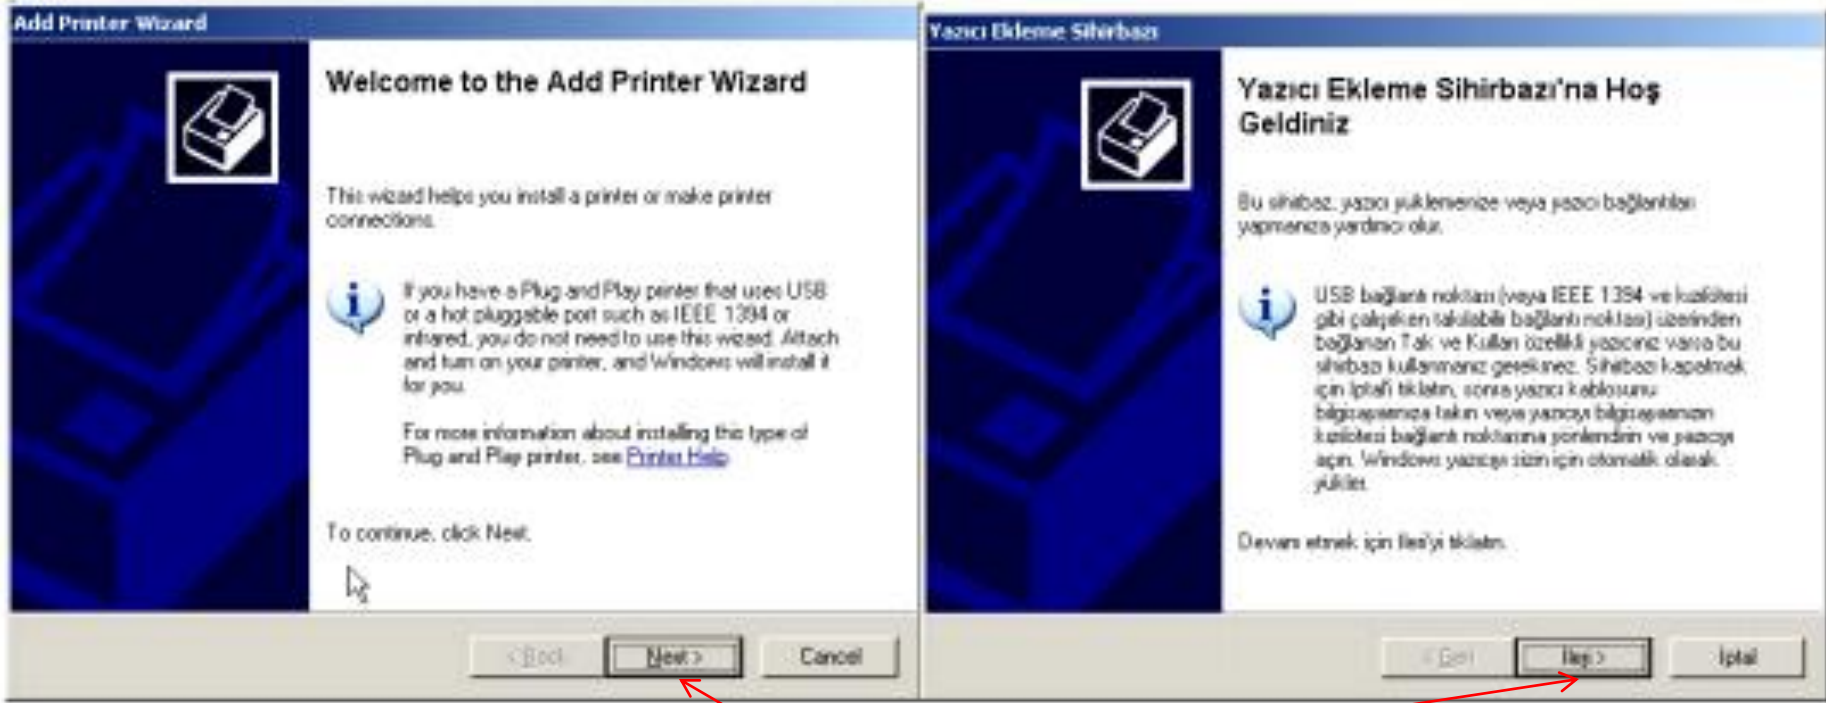 Add Printer Wizard
Welcome to the Add Printer Wizard
This wizard helps you install a printer or make printer
connections.
If you have a Plug and Play printer that uses USB
or a hot pluggable port such as IEEE 1394 or
infrared, you do not need to use this wizard. Attach
and turn on your printer, and Windows will install it
for you.
For more information about installing this type of
Plug and Play printer, see Printer Help.
To continue, click Next.
< Back
Next >
Cancel
Yazıcı Ekleme Sihirbazı
Yazıcı Ekleme Sihirbazı'na Hoş
Geldiniz
Bu sihirbaz, yazıcı yüklemenize veya yazıcı bağlantıları
yapmanıza yardımcı olur.
USB bağlantı noktası (veya IEEE 1394 ve kızılötesi
gibi çalışırken takılabilir bağlantı noktası) üzerinden
bağlanan Tak ve Kullan özellikli yazıcınız varsa bu
sihirbazı kullanmanız gerekmez. Sihirbazı kapatmak
için İptal'i tıklatın, sonra yazıcı kablosunu
bilgisayarınıza takın veya yazıcıyı bilgisayarınızın
kızılötesi bağlantı noktasına yönlendirin ve yazıcıyı
açın. Windows yazıcıyı sizin için otomatik olarak
yükler.
Devam etmek için İleri'yi tıklatın.
< Geri
İleri >
İptal